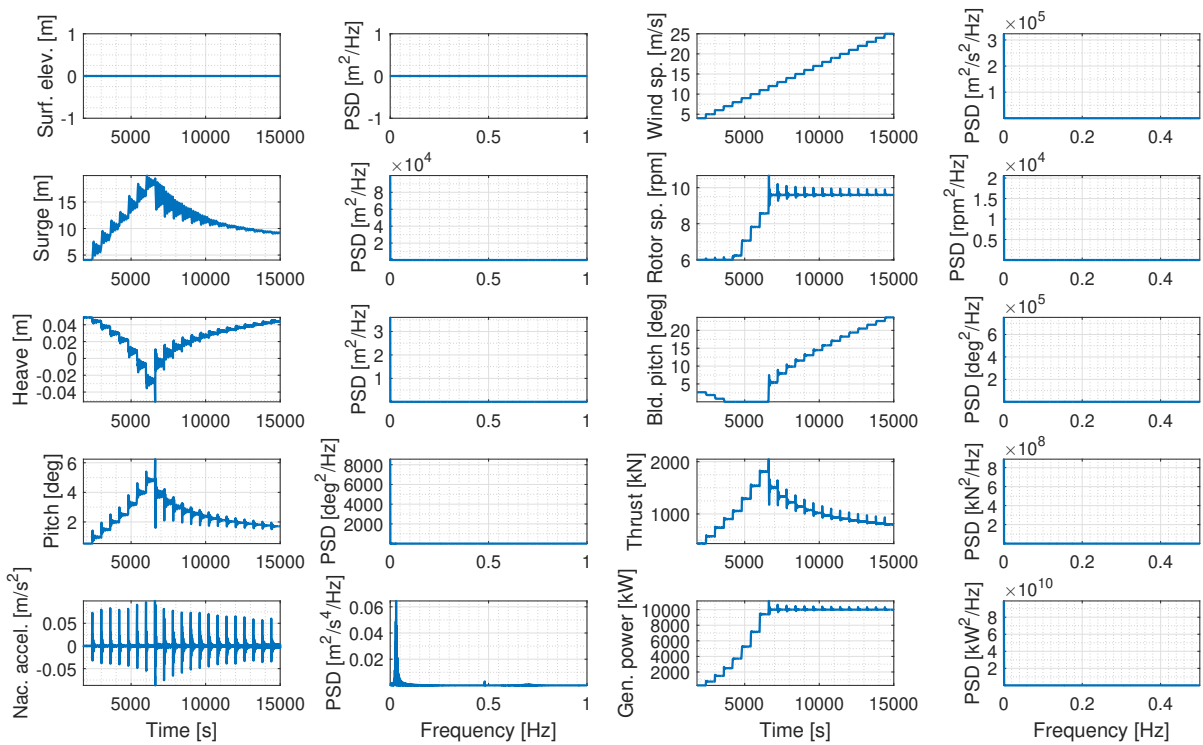 Surf. elev. [m]
1
0
-1
5000 10000 15000
PSD [m²/Hz]
1
0
-1
0 0.5 1
Wind sp. [m/s]
25
20
15
10
5
5000 10000 15000
PSD [m²/s²/Hz]
×10⁵
3
2
1
0 0.2 0.4
Surge [m]
15
10
5
5000 10000 15000
PSD [m²/Hz]
×10⁴
8
6
4
2
0 0.5 1
Rotor sp. [rpm]
10
8
6
5000 10000 15000
PSD [rpm²/Hz]
×10⁴
2
1.5
1
0.5
0 0.2 0.4
Heave [m]
0.04
0.02
0
-0.02
-0.04
5000 10000 15000
PSD [m²/Hz]
3
2
1
0 0.5 1
Bld. pitch [deg]
20
15
10
5
5000 10000 15000
PSD [deg²/Hz]
×10⁵
6
4
2
0 0.2 0.4
Pitch [deg]
6
4
2
5000 10000 15000
PSD [deg²/Hz]
8000
6000
4000
2000
0 0.5 1
Thrust [kN]
2000
1000
5000 10000 15000
PSD [kN²/Hz]
×10⁸
8
6
4
2
0 0.2 0.4
Nac. accel. [m/s²]
0.05
0
-0.05
5000 10000 15000
Time [s]
PSD [m²/s⁴/Hz]
0.06
0.04
0.02
0 0.5 1
Frequency [Hz]
Gen. power [kW]
10000
8000
6000
4000
2000
5000 10000 15000
Time [s]
PSD [kW²/Hz]
×10¹⁰
8
6
4
2
0 0.2 0.4
Frequency [Hz]